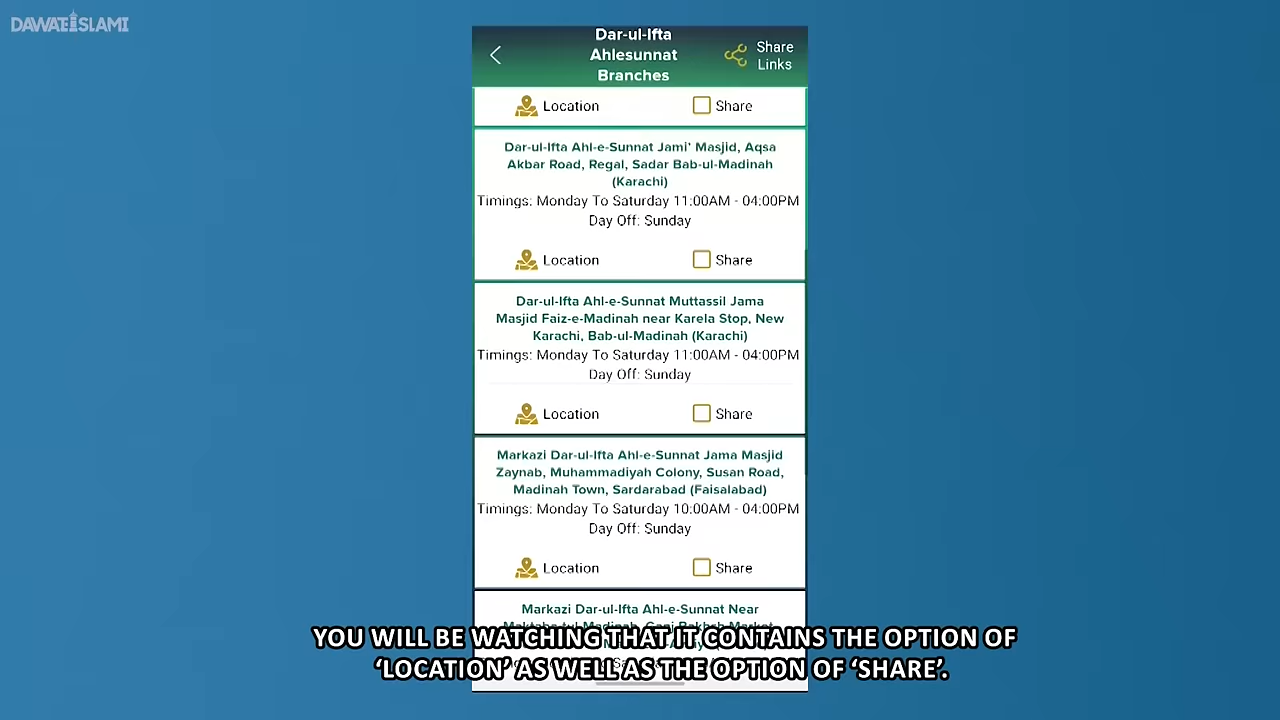 DAWATEISLAMI
Dar-ul-Ifta
Ahlesunnat
Branches
Share
Links
Location Share
Dar-ul-Ifta Ahl-e-Sunnat Jami' Masjid, Aqsa
Akbar Road, Regal, Sadar Bab-ul-Madinah
(Karachi)
Timings: Monday To Saturday 11:00AM - 04:00PM
Day Off: Sunday
Location Share
Dar-ul-Ifta Ahl-e-Sunnat Muttassil Jama
Masjid Faiz-e-Madinah near Karela Stop, New
Karachi, Bab-ul-Madinah (Karachi)
Timings: Monday To Saturday 11:00AM - 04:00PM
Day Off: Sunday
Location Share
Markazi Dar-ul-Ifta Ahl-e-Sunnat Jama Masjid
Zaynab, Muhammadiyah Colony, Susan Road,
Madinah Town, Sardarabad (Faisalabad)
Timings: Monday To Saturday 10:00AM - 04:00PM
Day Off: Sunday
Location Share
Markazi Dar-ul-Ifta Ahl-e-Sunnat Near
YOU WILL BE WATCHING THAT IT CONTAINS THE OPTION OF
‘LOCATION’ AS WELL AS THE OPTION OF ‘SHARE’.